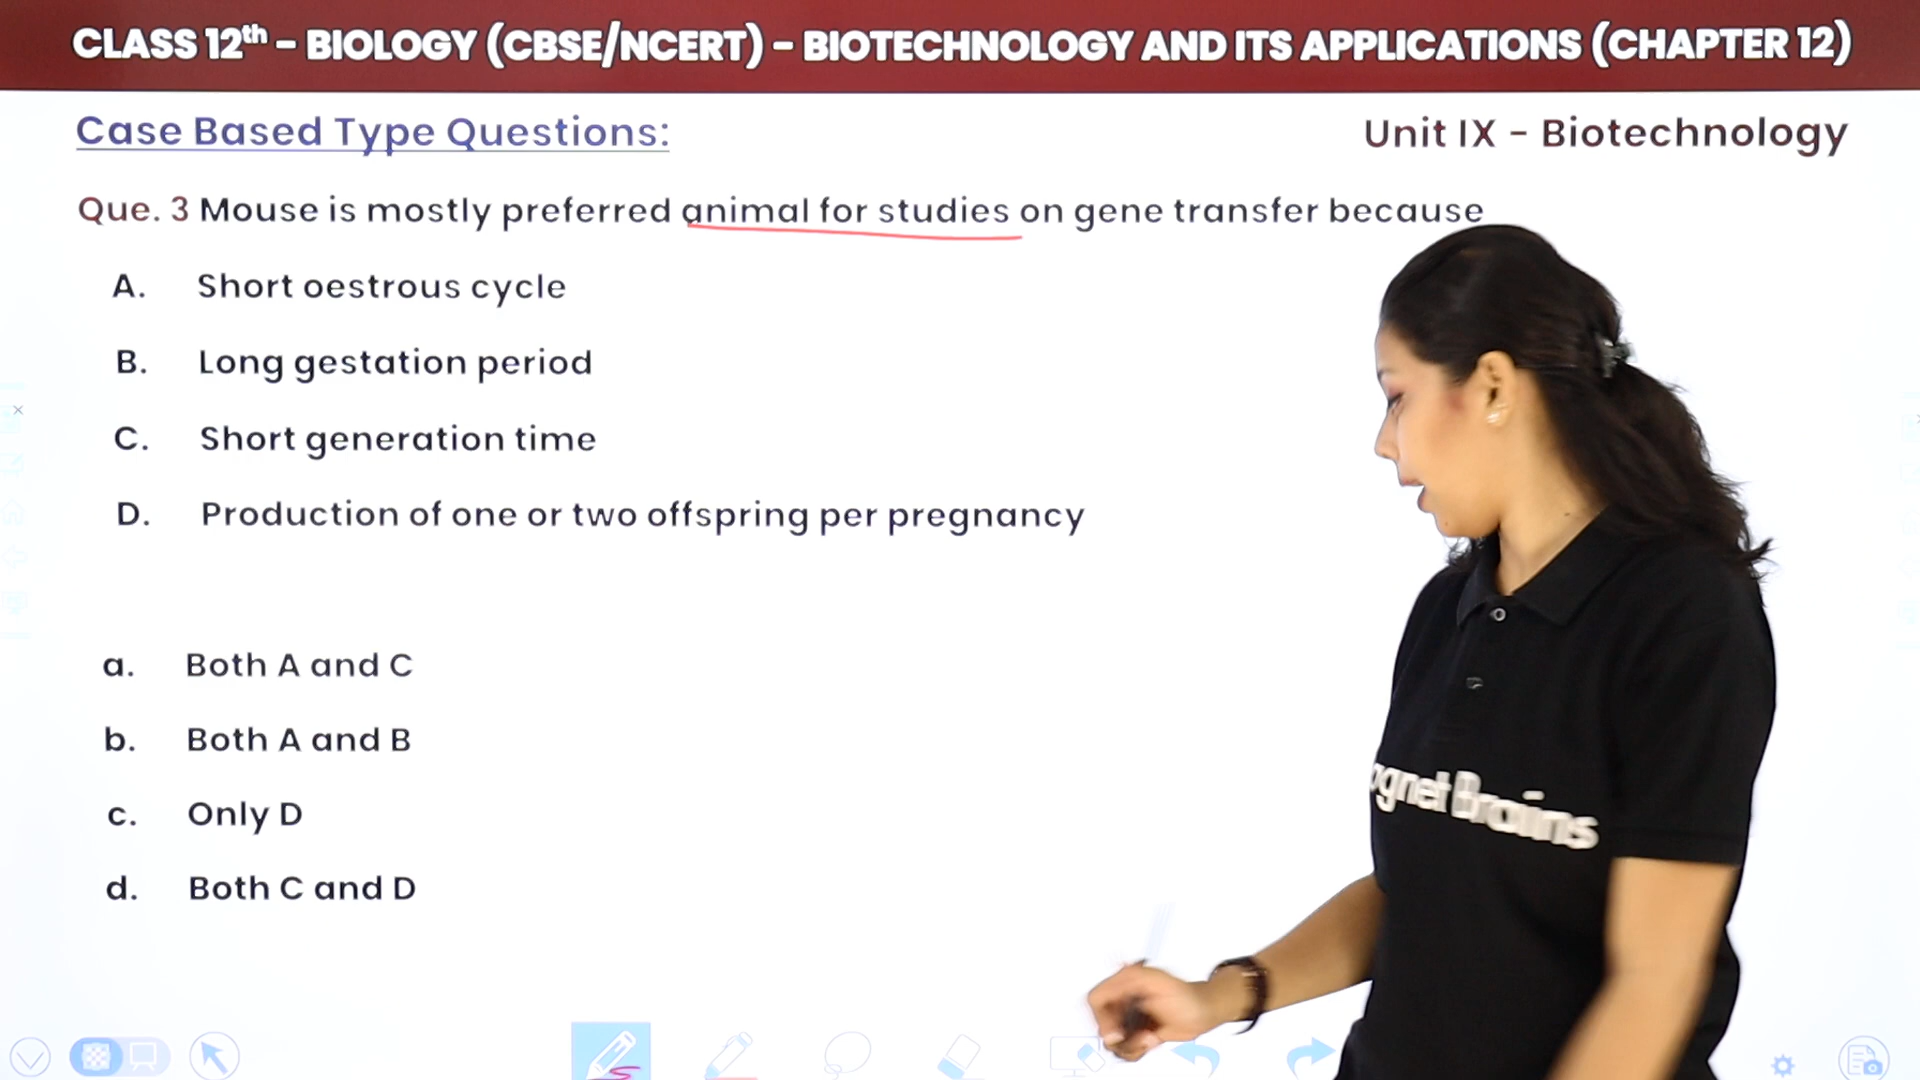 CLASS 12th – BIOLOGY (CBSE/NCERT) – BIOTECHNOLOGY AND ITS APPLICATIONS (CHAPTER 12)
Case Based Type Questions:
Unit IX – Biotechnology
Que. 3 Mouse is mostly preferred animal for studies on gene transfer because
A. Short oestrous cycle
B. Long gestation period
C. Short generation time
D. Production of one or two offspring per pregnancy
a. Both A and C
b. Both A and B
c. Only D
d. Both C and D
agnet Brains